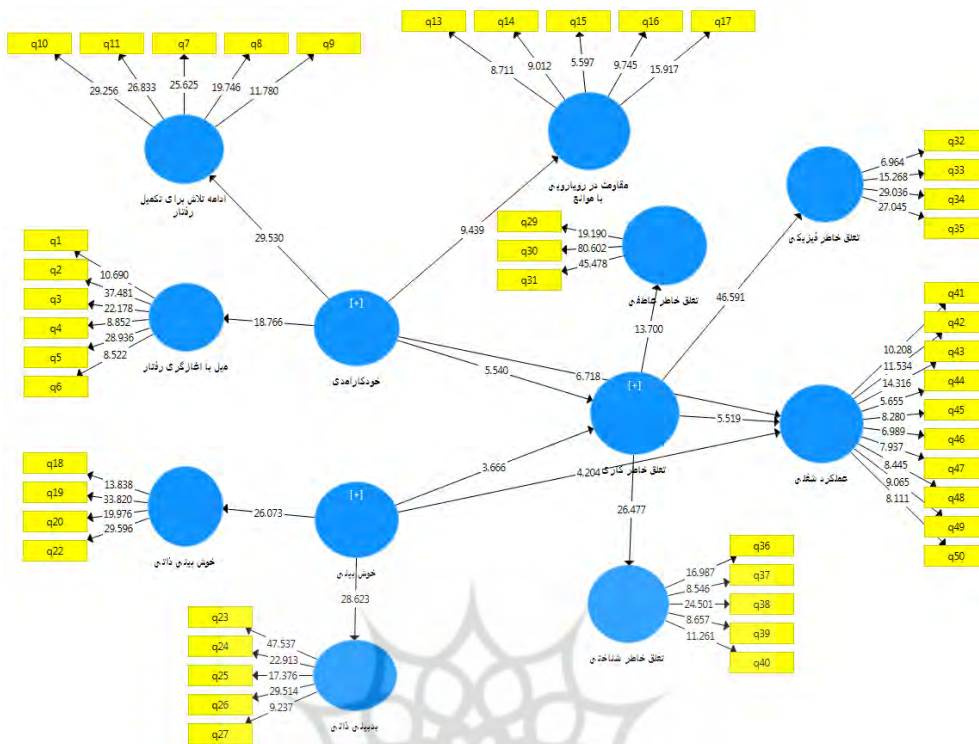 q10
q11
q7
q8
q9
29.256
26.833
25.625
19.746
11.780
ادامه تلاش برای تکمیل
رفتار
q13
q14
q15
q16
q17
8.711
9.012
5.597
9.745
15.917
مقاومت در رویارویی
با موانع
q32
q33
q34
q35
6.964
15.268
29.036
27.045
تعلق خاطر فیزیکی
q29
q30
q31
19.190
80.602
45.478
تعلق خاطر عاطفی
q1
q2
q3
q4
q5
q6
10.690
37.481
22.178
8.852
28.936
8.522
میل با اغازگری رفتار
29.530
9.439
18.766
[+]
خودکارامدی
5.540
6.718
13.700
46.591
[+]
تعلق خاطر کاری
5.519
3.666
4.204
26.477
q41
q42
q43
q44
q45
q46
q47
q48
q49
q50
10.208
11.534
14.316
5.655
8.280
6.989
7.937
8.445
9.065
8.111
عملکرد شغلی
q18
q19
q20
q22
13.838
33.820
19.976
29.596
خوش بینی ذاتی
26.073
[+]
خوش بینی
28.623
q23
q24
q25
q26
q27
47.537
22.913
17.376
29.514
9.237
بدبینی ذاتی
q36
q37
q38
q39
q40
16.987
8.546
24.501
8.657
11.261
تعلق خاطر شناختی